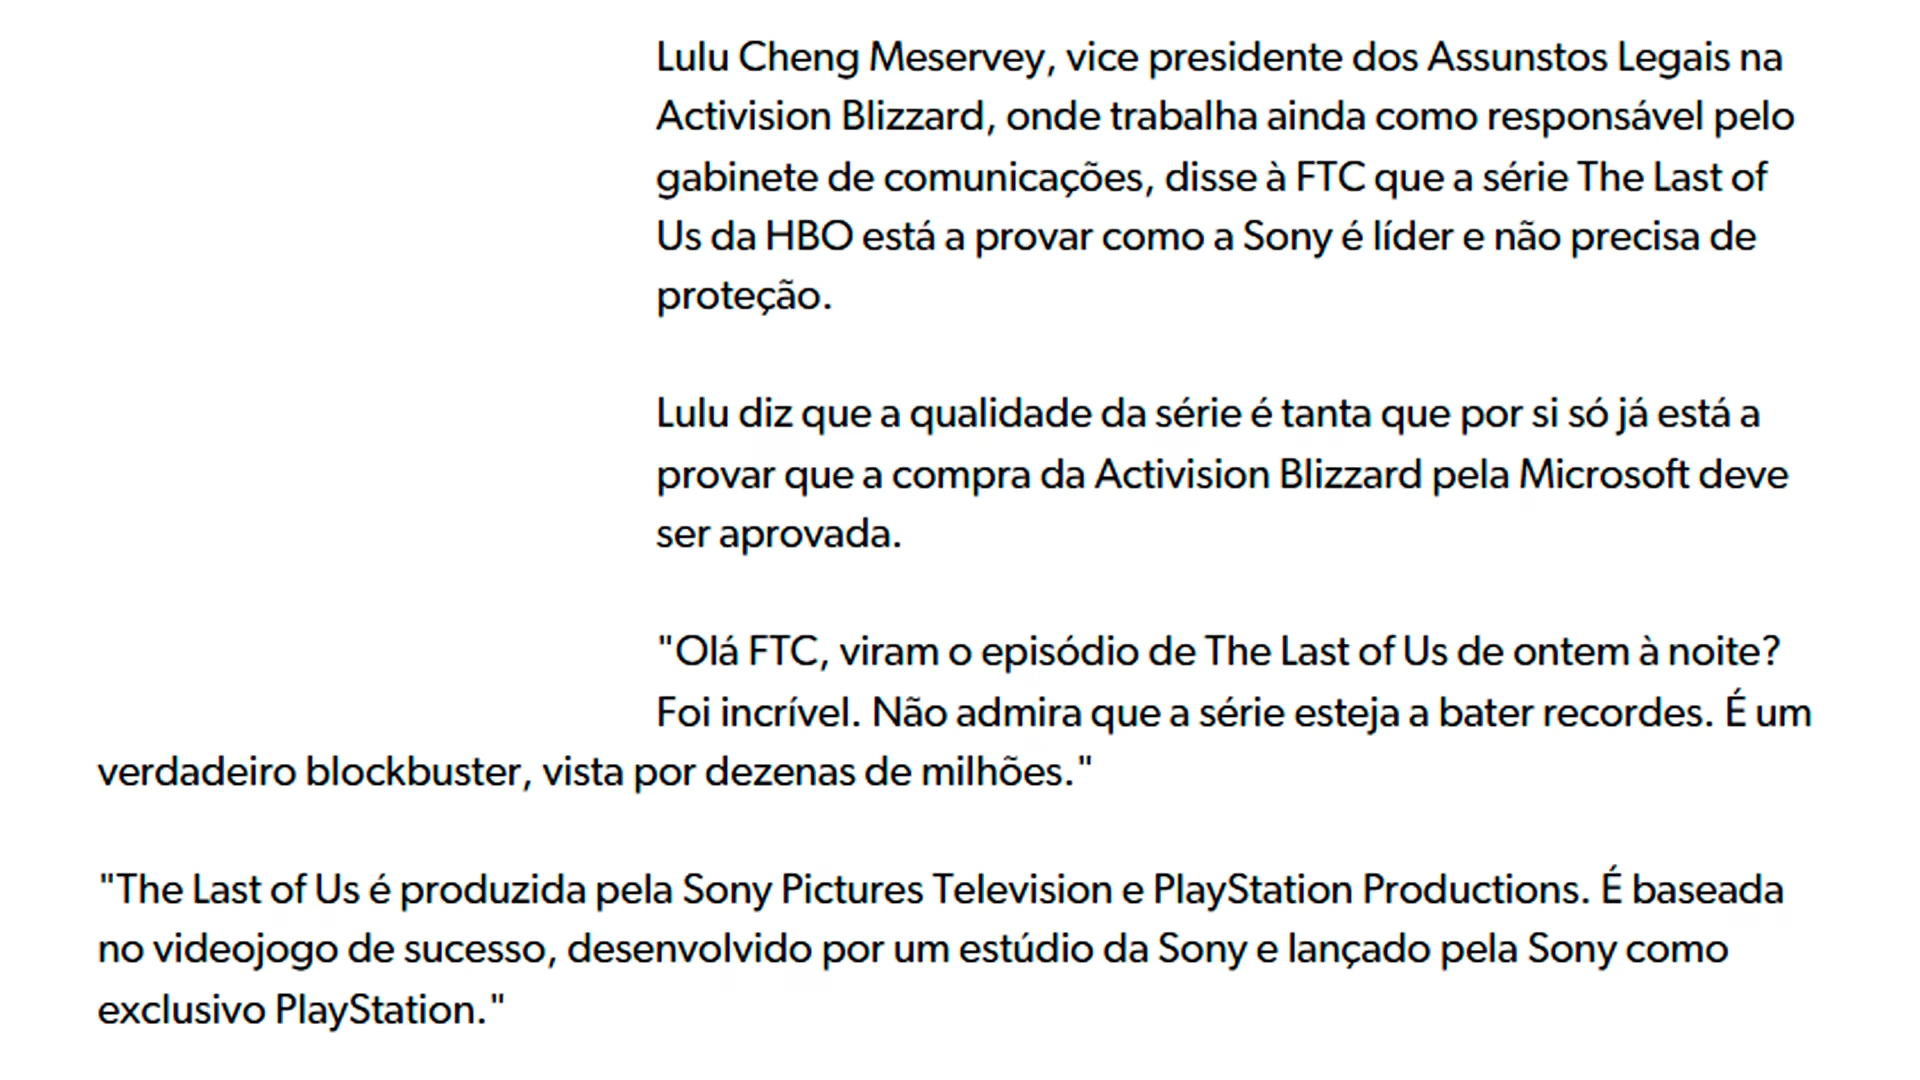 Lulu Cheng Meservey, vice presidente dos Assunstos Legais na
Activision Blizzard, onde trabalha ainda como responsável pelo
gabinete de comunicações, disse à FTC que a série The Last of
Us da HBO está a provar como a Sony é líder e não precisa de
proteção.
Lulu diz que a qualidade da série é tanta que por si só já está a
provar que a compra da Activision Blizzard pela Microsoft deve
ser aprovada.
"Olá FTC, viram o episódio de The Last of Us de ontem à noite?
Foi incrível. Não admira que a série esteja a bater recordes. É um
verdadeiro blockbuster, vista por dezenas de milhões."
"The Last of Us é produzida pela Sony Pictures Television e PlayStation Productions. É baseada
no videojogo de sucesso, desenvolvido por um estúdio da Sony e lançado pela Sony como
exclusivo PlayStation."